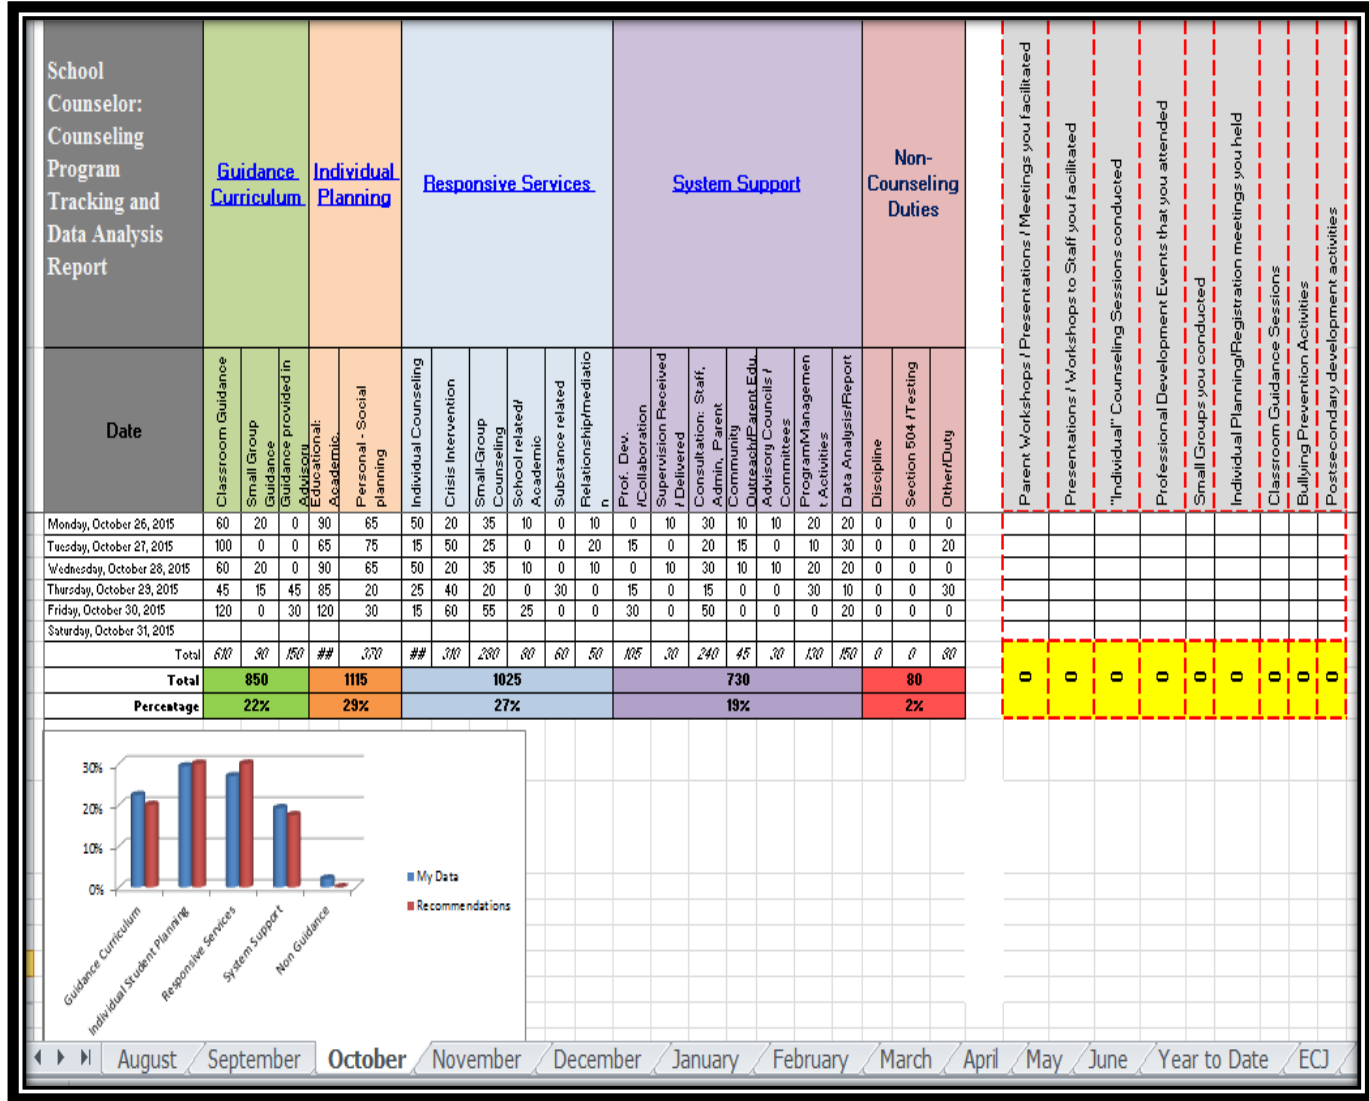 School
Counselor:
Counseling
Program
Tracking and
Data Analysis
Report
Guidance
Curriculum
Individual
Planning
Responsive Services
System Support
Non-
Counseling
Duties
Parent Workshops / Presentations / Meetings you facilitated
Presentations / Workshops to Staff you facilitated
"Individual" Counseling Sessions conducted
Professional Development Events that you attended
Small Groups you conducted
Individual Planning/Registration meetings you held
Classroom Guidance Sessions
Bullying Prevention Activities
Postsecondary development activities
Date
Classroom Guidance
Small Group
Guidance
Guidance provided in
Advisory
Educational:
Academic,
Personal - Social
planning
Individual Counseling
Crisis Intervention
Small-Group
Counseling
School related/
Academic
Substance related
Relationship/mediatio
n
Prof. Dev.
/Collaboration
Supervision Received
/ Delivered
Consultation: Staff,
Admin, Parent
Community
Outreach/Parent Edu.
Advisory Councils /
Committees
ProgramManagemen
t Activities
Data Analysis/Report
Discipline
Section 504 /Testing
Other/Duty
Monday, October 26, 2015 60 20 0 90 65 50 20 35 10 0 10 0 10 30 10 10 20 20 0 0 0
Tuesday, October 27, 2015 100 0 0 65 75 15 50 25 0 0 20 15 0 20 15 0 10 30 0 0 20
Wednesday, October 28, 2015 60 20 0 90 65 50 20 35 10 0 10 0 10 30 10 10 20 20 0 0 0
Thursday, October 29, 2015 45 15 45 85 20 25 40 20 0 30 0 15 0 15 0 0 30 10 0 0 30
Friday, October 30, 2015 120 0 30 120 30 15 60 55 25 0 0 30 0 50 0 0 0 20 0 0 0
Saturday, October 31, 2015
Total 610 90 150 ## 370 ## 310 280 80 60 50 105 30 240 45 30 130 150 0 0 80
Total 850 1115 1025 730 80 0 0 0 0 0 0 0 0 0
Percentage 22% 29% 27% 19% 2%
30%
20%
10%
0%
Guidance Curriculum
Individual Student Planning
Responsive Services
System Support
Non Guidance
My Data
Recommendations
August September October November December January February March April May June Year to Date ECJ